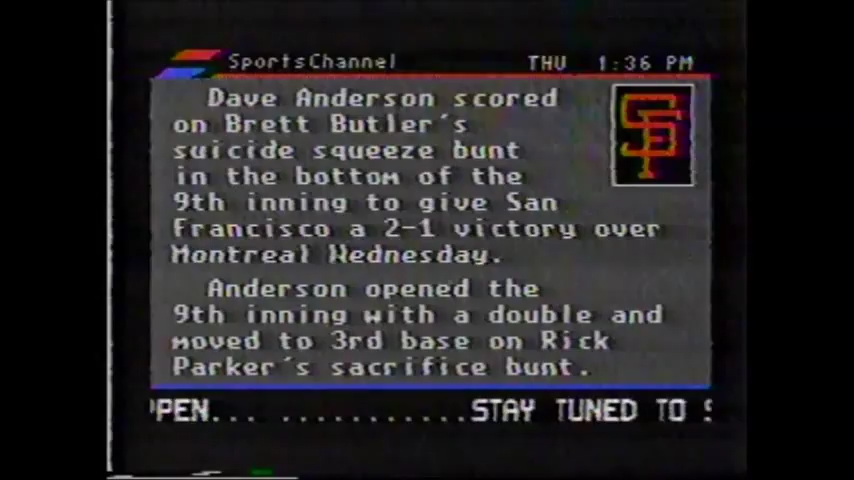 SportsChannel THU 1:36 PM
SF
Dave Anderson scored
on Brett Butler's
suicide squeeze bunt
in the bottom of the
9th inning to give San
Francisco a 2-1 victory over
Montreal Wednesday.
Anderson opened the
9th inning with a double and
moved to 3rd base on Rick
Parker's sacrifice bunt.
PEN... ............STAY TUNED TO